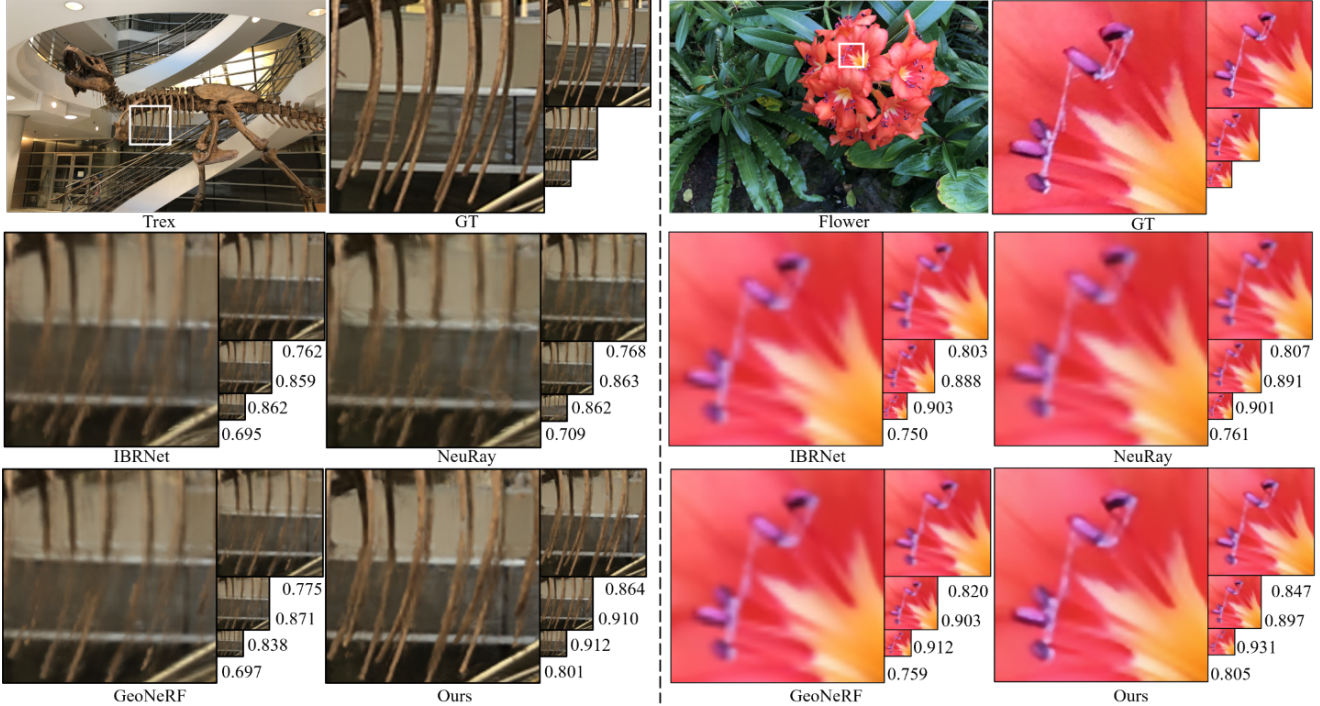 Trex
GT
Flower
GT
0.762
0.859
0.862
0.695
IBRNet
0.768
0.863
0.862
0.709
NeuRay
0.803
0.888
0.903
0.750
IBRNet
0.807
0.891
0.901
0.761
NeuRay
0.775
0.871
0.838
0.697
GeoNeRF
0.864
0.910
0.912
0.801
Ours
0.820
0.903
0.912
0.759
GeoNeRF
0.847
0.897
0.931
0.805
Ours